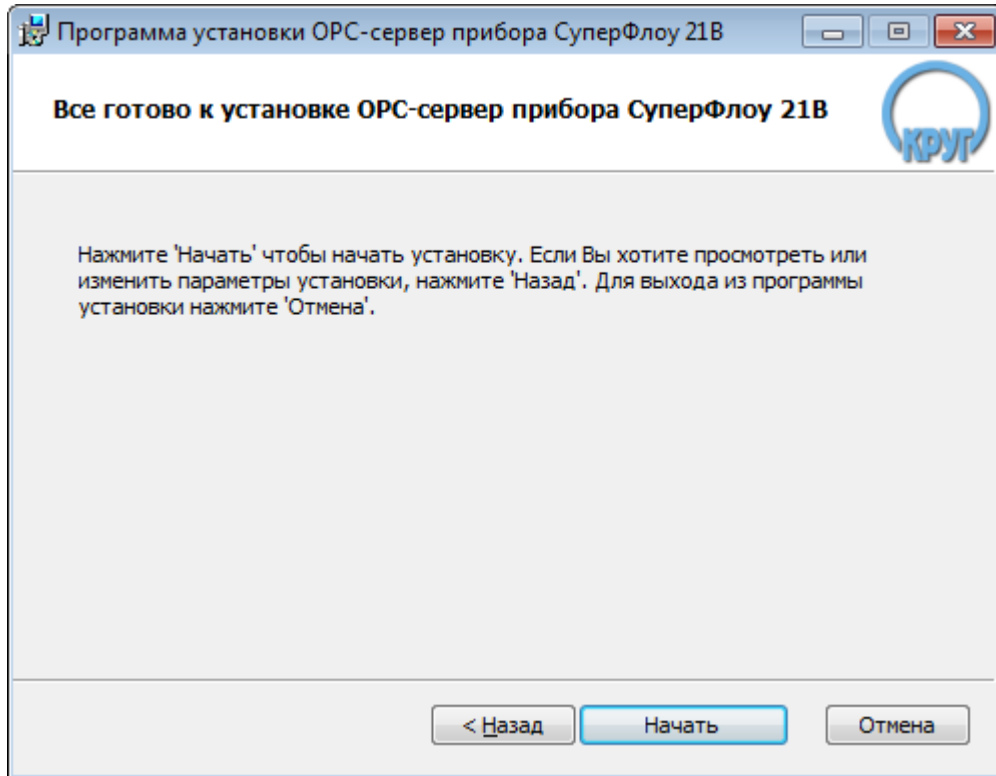 Программа установки OPC-сервер прибора СуперФлоу 21В
Все готово к установке OPC-сервер прибора СуперФлоу 21В
КРУГ
Нажмите 'Начать' чтобы начать установку. Если Вы хотите просмотреть или
изменить параметры установки, нажмите 'Назад'. Для выхода из программы
установки нажмите 'Отмена'.
< Назад
Начать
Отмена